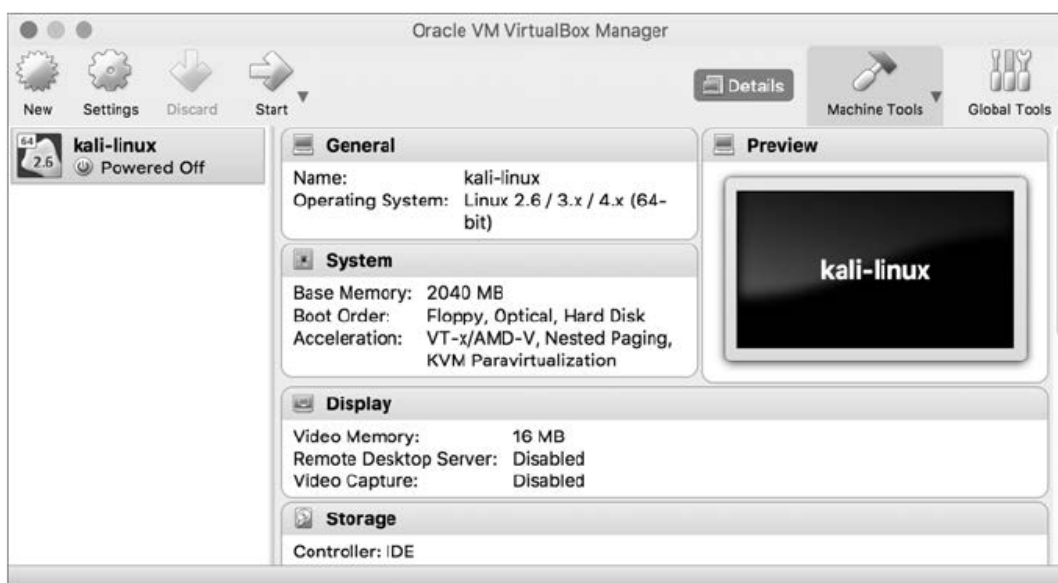 Oracle VM VirtualBox Manager
New Settings Discard Start Details Machine Tools Global Tools
64
2.6
kali-linux
Powered Off
General
Name: kali-linux
Operating System: Linux 2.6 / 3.x / 4.x (64-
bit)
System
Base Memory: 2040 MB
Boot Order: Floppy, Optical, Hard Disk
Acceleration: VT-x/AMD-V, Nested Paging,
KVM Paravirtualization
Preview
kali-linux
Display
Video Memory: 16 MB
Remote Desktop Server: Disabled
Video Capture: Disabled
Storage
Controller: IDE